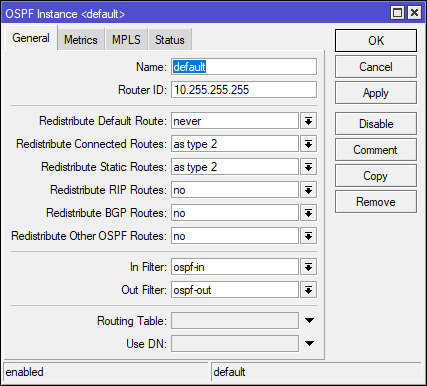 OSPF Instance <default>
General Metrics MPLS Status
Name: default
Router ID: 10.255.255.255
Redistribute Default Route: never
Redistribute Connected Routes: as type 2
Redistribute Static Routes: as type 2
Redistribute RIP Routes: no
Redistribute BGP Routes: no
Redistribute Other OSPF Routes: no
In Filter: ospf-in
Out Filter: ospf-out
Routing Table:
Use DN:
OK
Cancel
Apply
Disable
Comment
Copy
Remove
enabled default